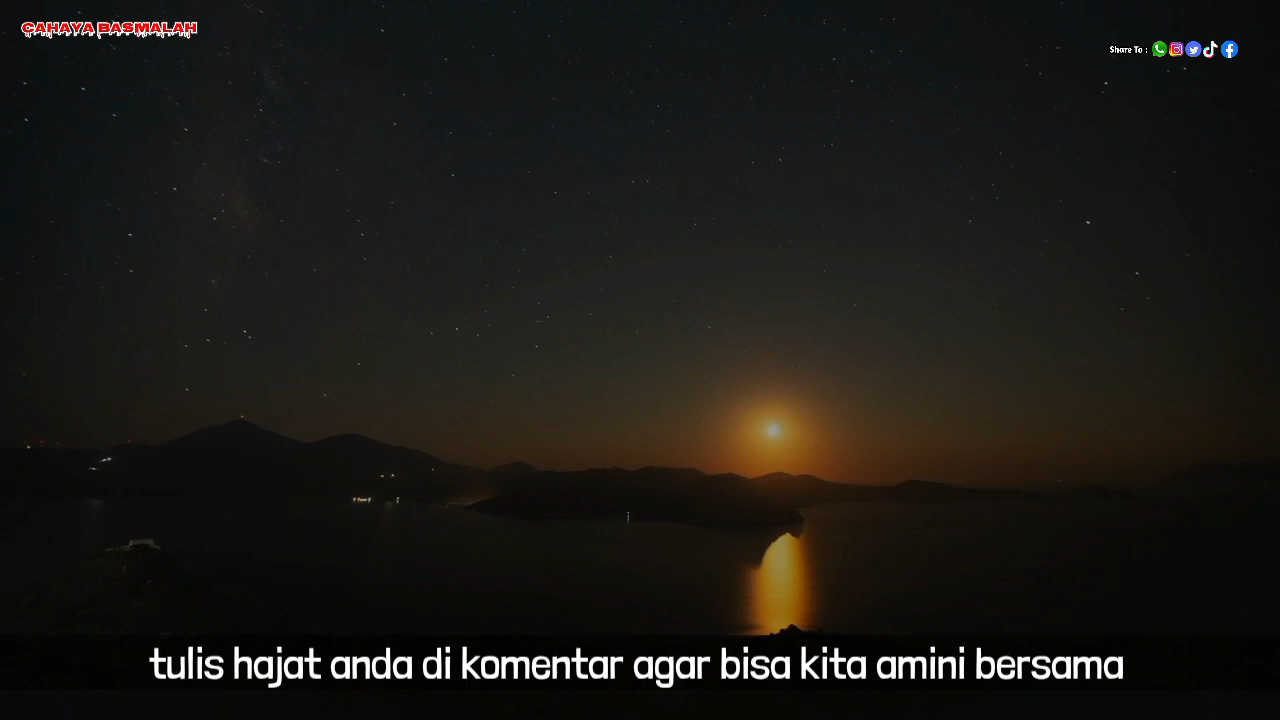 CAHAYA BASMALAH
Share To :
tulis hajat anda di komentar agar bisa kita amini bersama